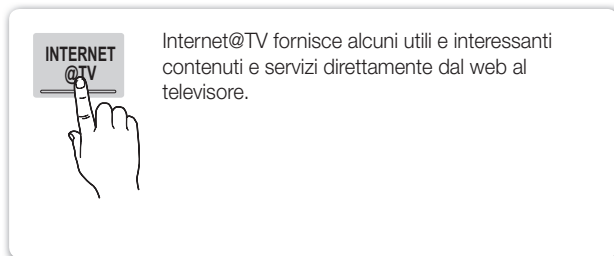 INTERNET
@TV
Internet@TV fornisce alcuni utili e interessanti
contenuti e servizi direttamente dal web al
televisore.